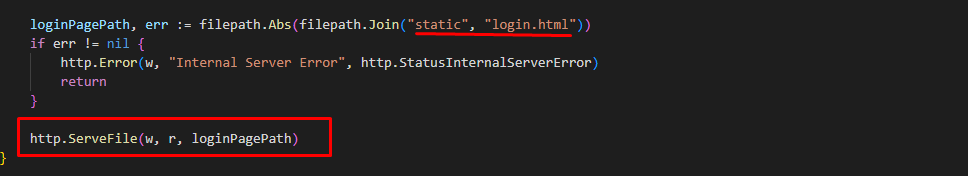 loginPagePath, err := filepath.Abs(filepath.Join("static", "login.html"))
if err != nil {
http.Error(w, "Internal Server Error", http.StatusInternalServerError)
return
}
http.ServeFile(w, r, loginPagePath)
}